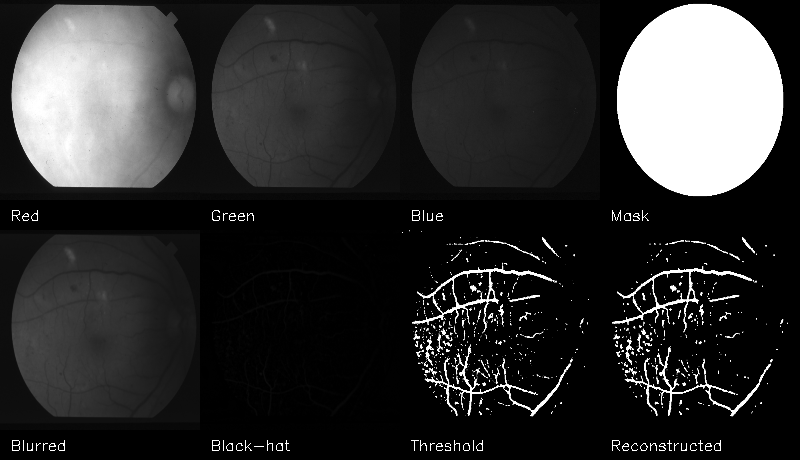 Red
Green
Blue
Mask
Blurred
Black-hat
Threshold
Reconstructed